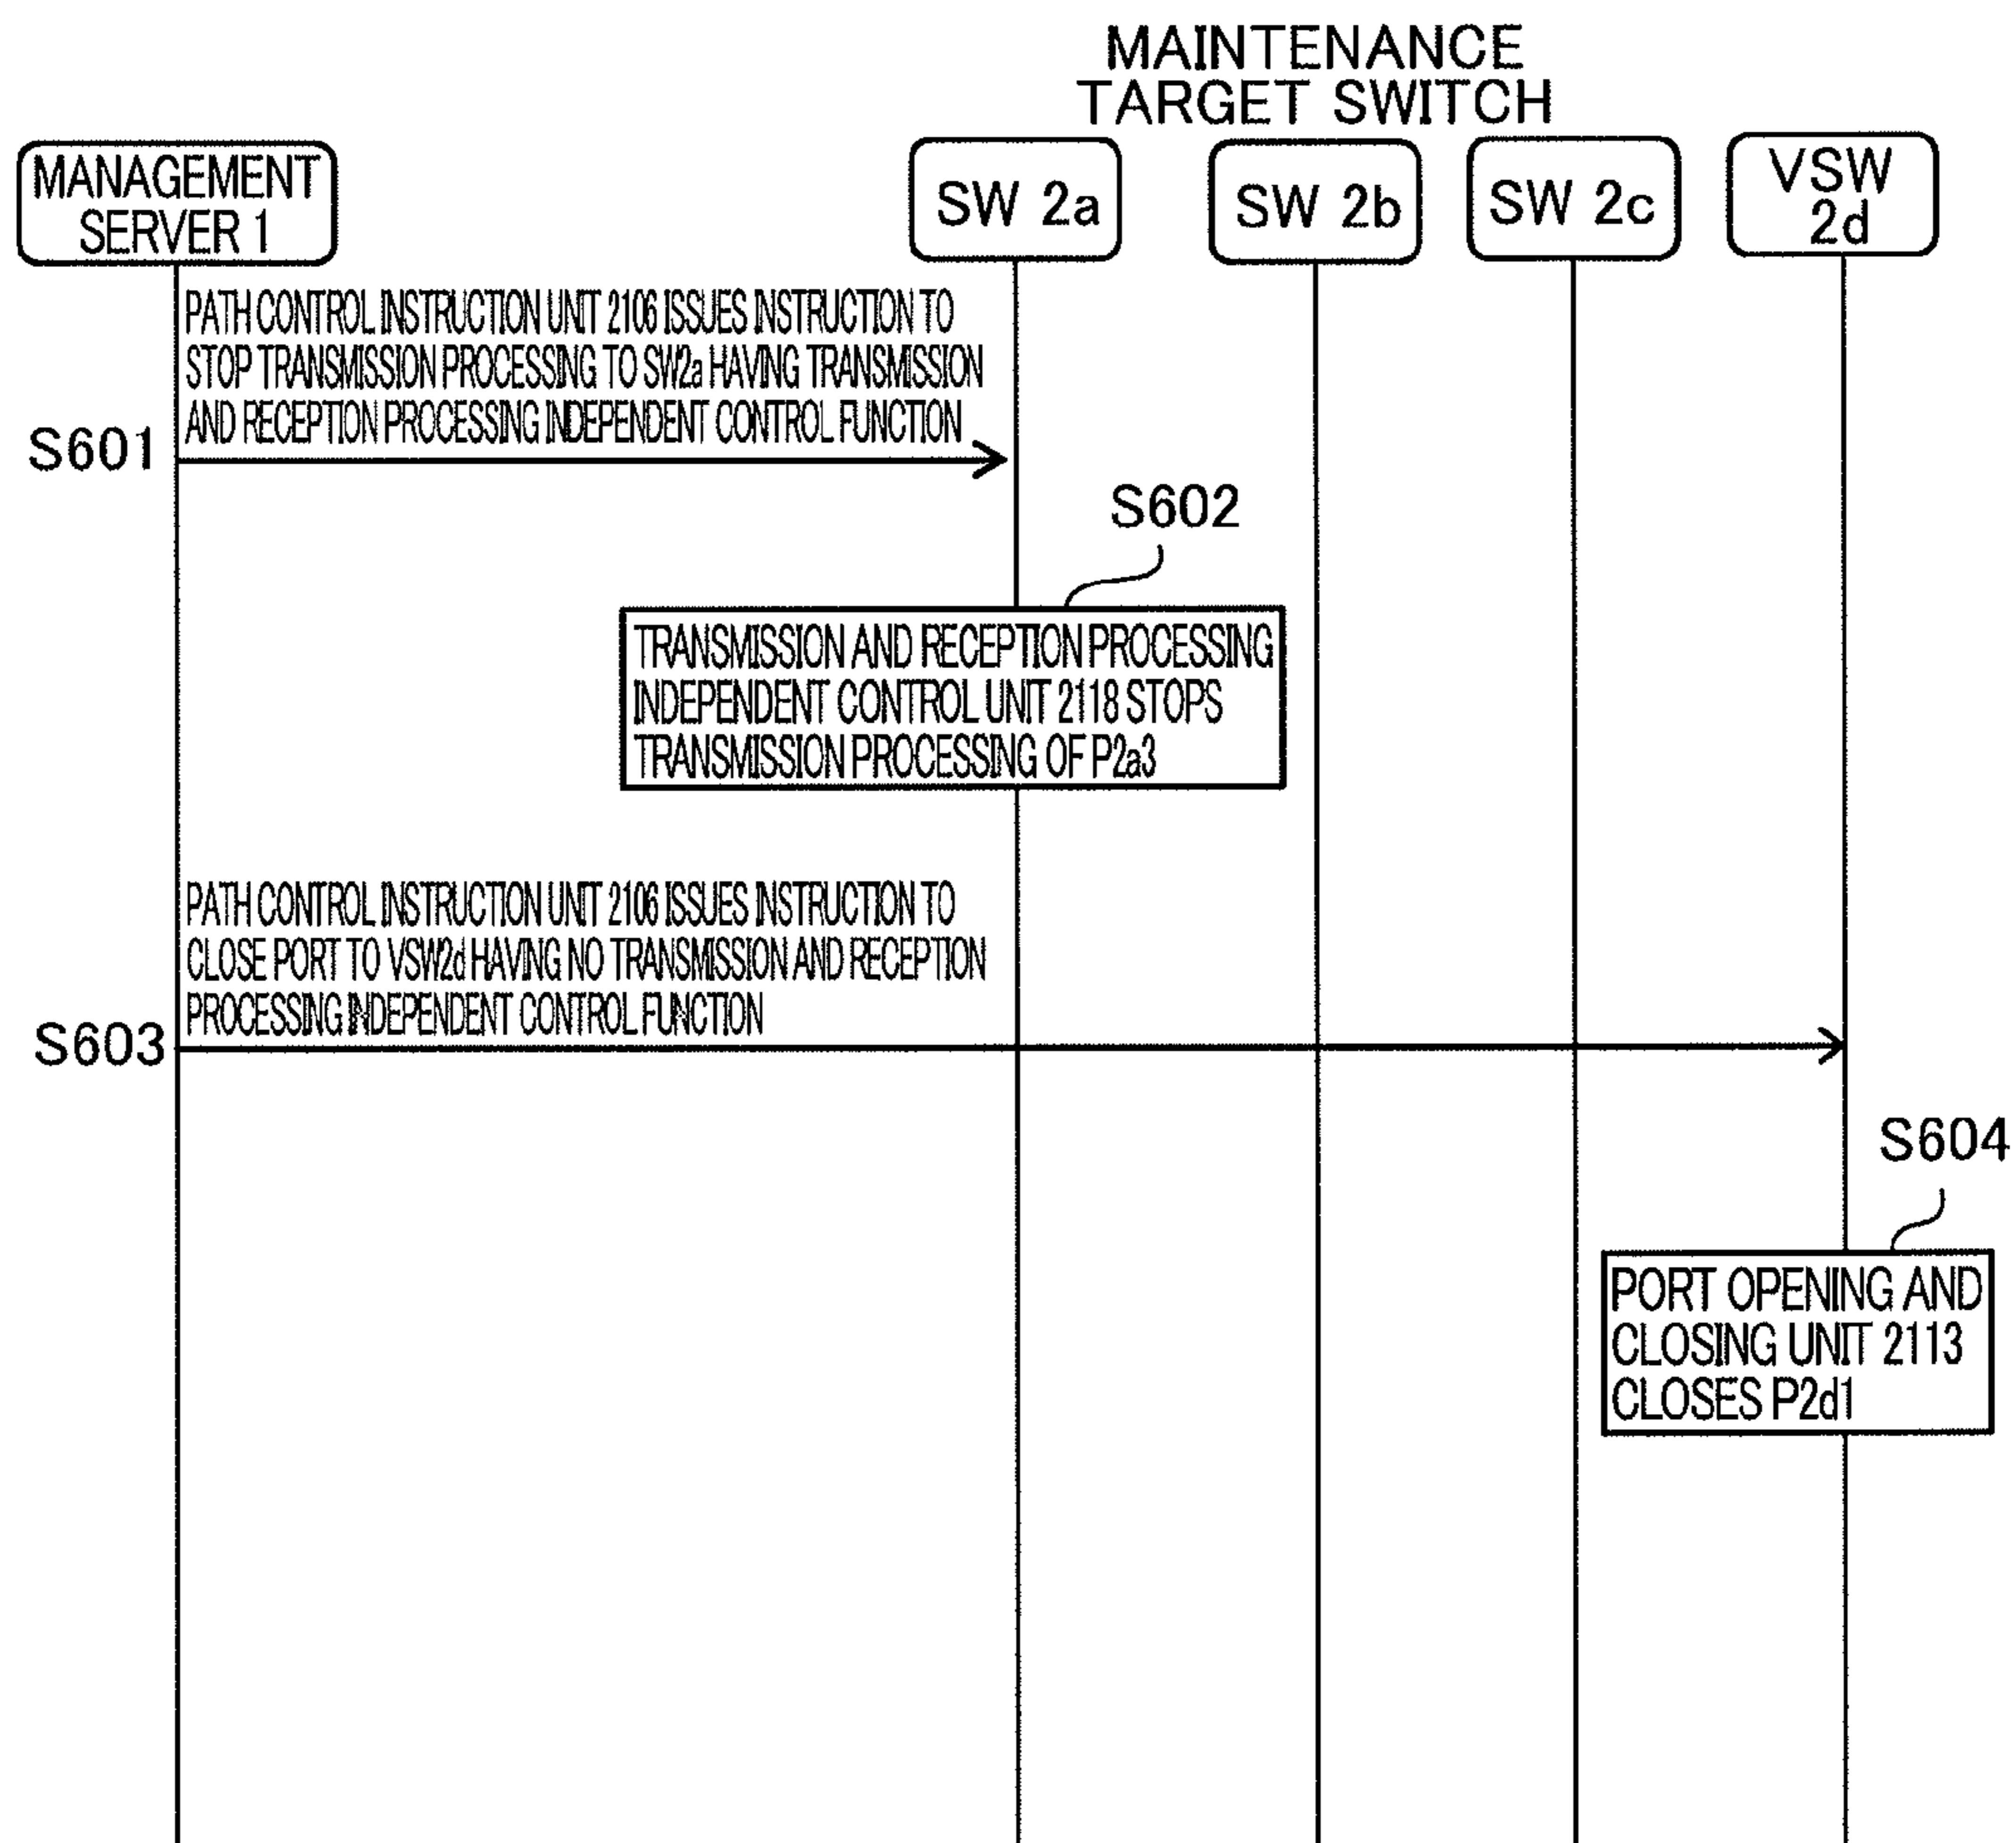 MAINTENANCE
TARGET SWITCH
MANAGEMENT
SERVER 1
SW 2a
SW 2b
SW 2c
VSW
2d
PATH CONTROL INSTRUCTION UNIT 2106 ISSUES INSTRUCTION TO
STOP TRANSMISSION PROCESSING TO SW2a HAVING TRANSMISSION
AND RECEPTION PROCESSING INDEPENDENT CONTROL FUNCTION
S601
S602
TRANSMISSION AND RECEPTION PROCESSING
INDEPENDENT CONTROL UNIT 2118 STOPS
TRANSMISSION PROCESSING OF P2a3
PATH CONTROL INSTRUCTION UNIT 2106 ISSUES INSTRUCTION TO
CLOSE PORT TO VSW2d HAVING NO TRANSMISSION AND RECEPTION
PROCESSING INDEPENDENT CONTROL FUNCTION
S603
S604
PORT OPENING AND
CLOSING UNIT 2113
CLOSES P2d1